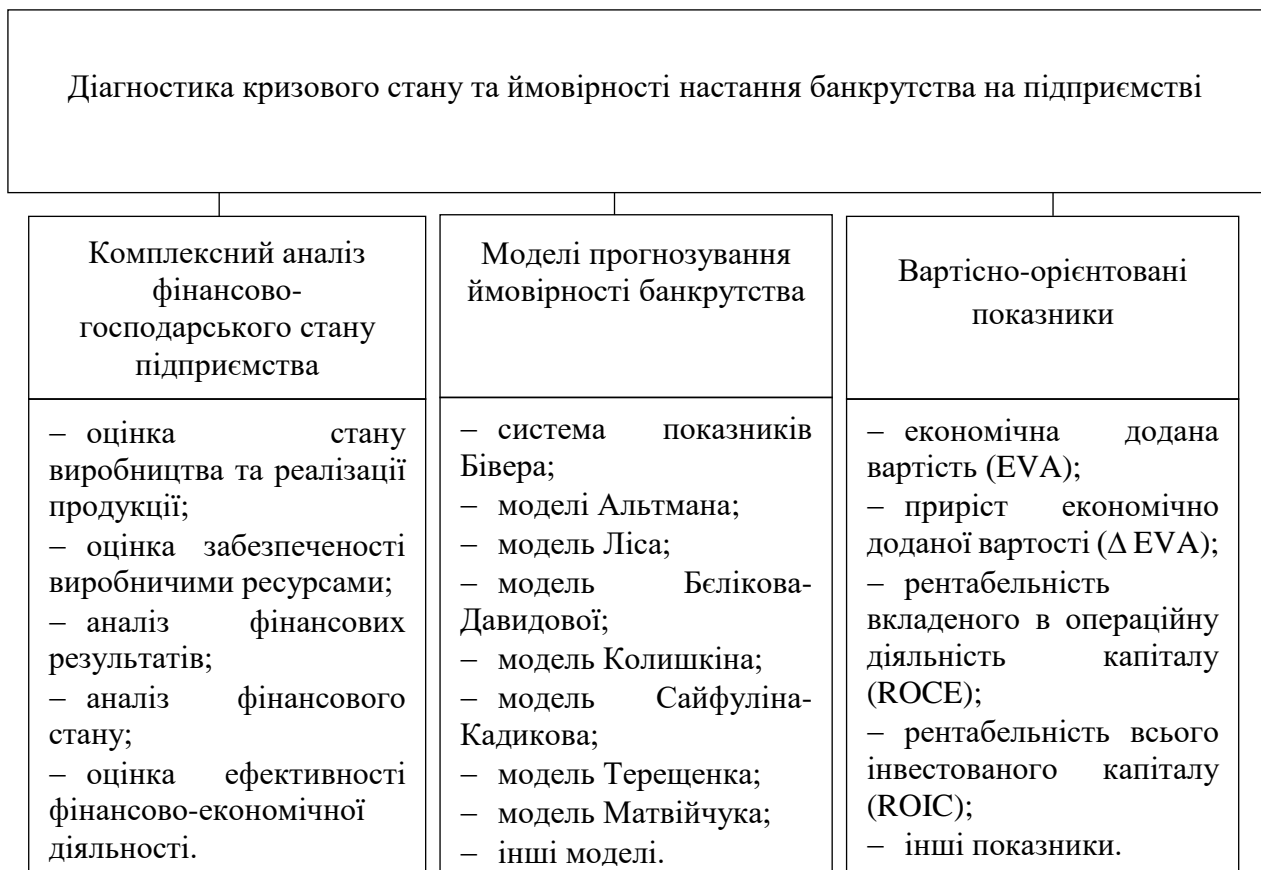 Діагностика кризового стану та ймовірності настання банкрутства на підприємстві
Комплексний аналіз
фінансово-
господарського стану
підприємства
– оцінка стану
виробництва та реалізації
продукції;
– оцінка забезпеченості
виробничими ресурсами;
– аналіз фінансових
результатів;
– аналіз фінансового
стану;
– оцінка ефективності
фінансово-економічної
діяльності.
Моделі прогнозування
ймовірності банкрутства
– система показників
Бівера;
– моделі Альтмана;
– модель Ліса;
– модель Бєлікова-
Давидової;
– модель Колишкіна;
– модель Сайфуліна-
Кадикова;
– модель Терещенка;
– модель Матвійчука;
– інші моделі.
Вартісно-орієнтовані
показники
– економічна додана
вартість (EVA);
– приріст економічно
доданої вартості (Δ EVA);
– рентабельність
вкладеного в операційну
діяльність капіталу
(ROCE);
– рентабельність всього
інвестованого капіталу
(ROIC);
– інші показники.